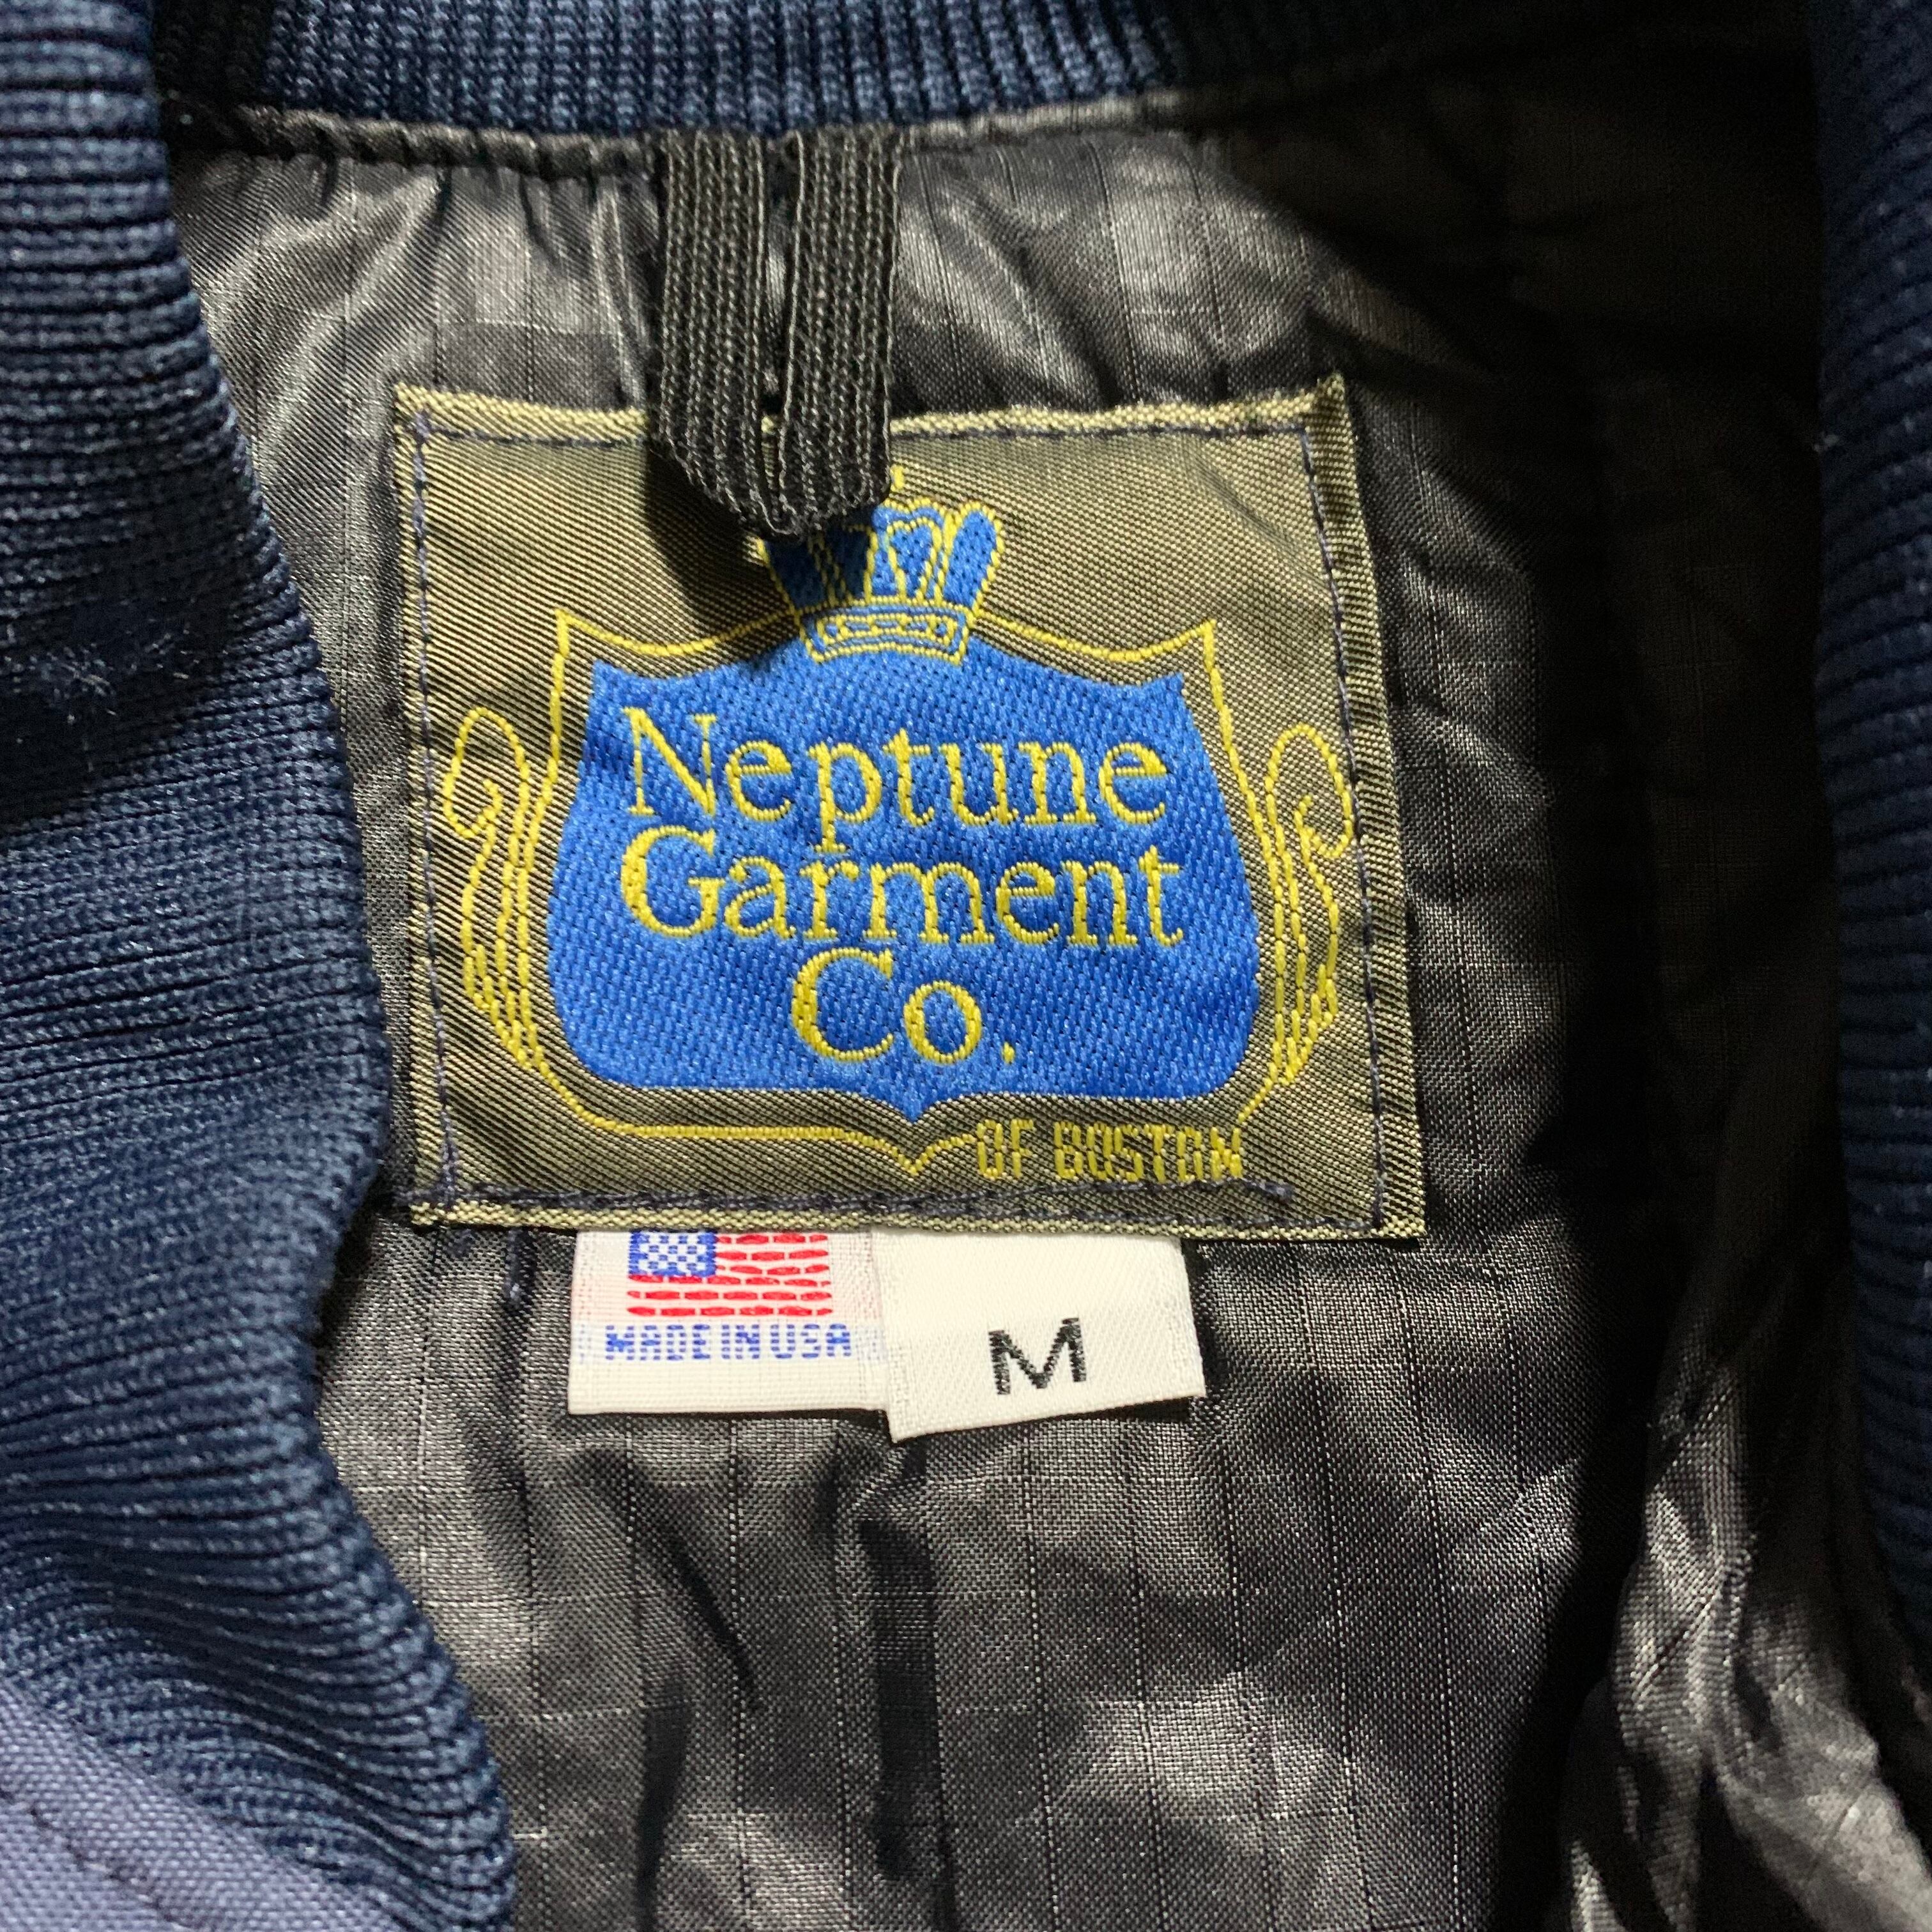 Neptune
Garment
Co.
OF BOSTON
MADE IN USA
M